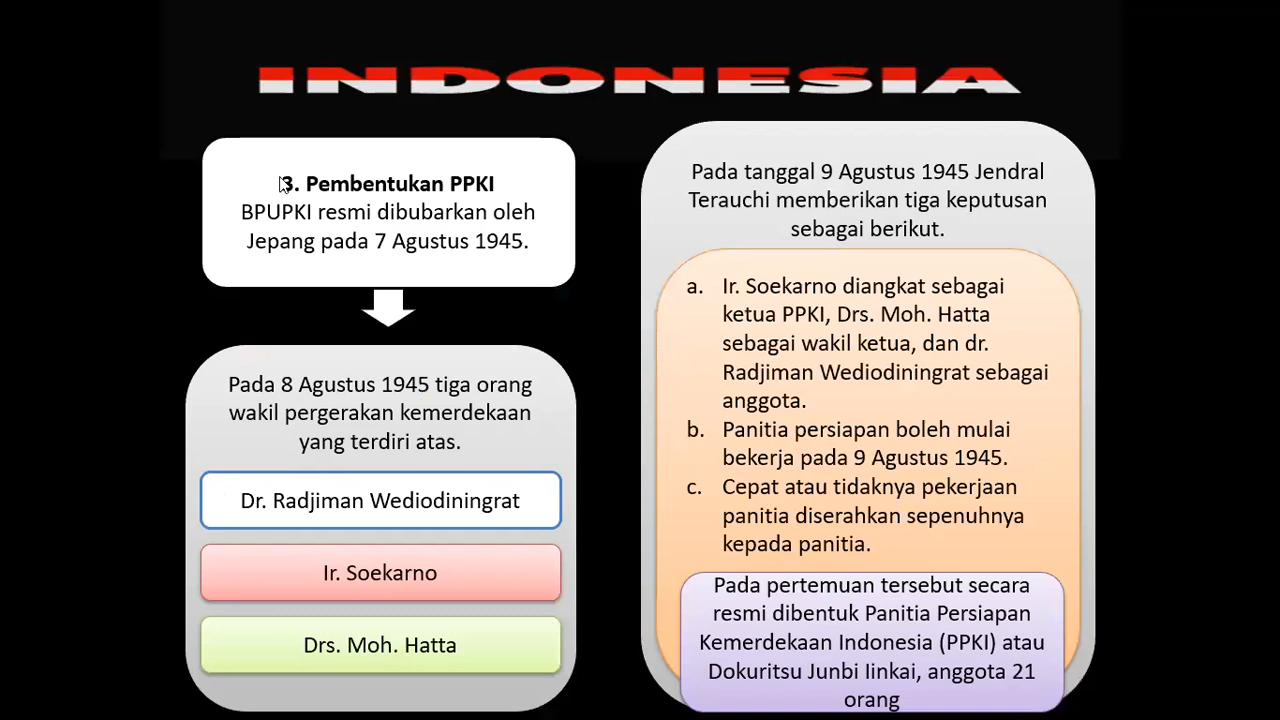 INDONESIA
3. Pembentukan PPKI
BPUPKI resmi dibubarkan oleh
Jepang pada 7 Agustus 1945.
Pada 8 Agustus 1945 tiga orang
wakil pergerakan kemerdekaan
yang terdiri atas.
Dr. Radjiman Wediodiningrat
Ir. Soekarno
Drs. Moh. Hatta
Pada tanggal 9 Agustus 1945 Jendral
Terauchi memberikan tiga keputusan
sebagai berikut.
a. Ir. Soekarno diangkat sebagai
ketua PPKI, Drs. Moh. Hatta
sebagai wakil ketua, dan dr.
Radjiman Wediodiningrat sebagai
anggota.
b. Panitia persiapan boleh mulai
bekerja pada 9 Agustus 1945.
c. Cepat atau tidaknya pekerjaan
panitia diserahkan sepenuhnya
kepada panitia.
Pada pertemuan tersebut secara
resmi dibentuk Panitia Persiapan
Kemerdekaan Indonesia (PPKI) atau
Dokuritsu Junbi Iinkai, anggota 21
orang